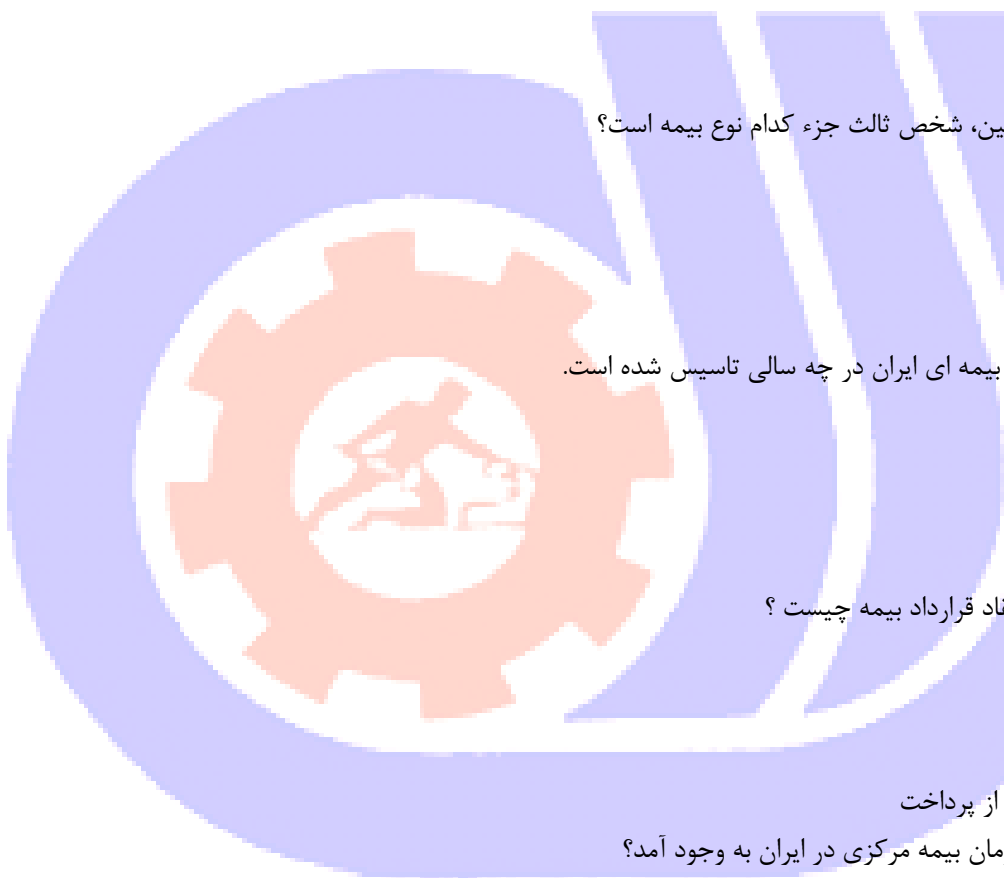 ین، شخص ثالث جزء کدام نوع بیمه است؟
بیمه ای ایران در چه سالی تاسیس شده است.
قاد قرارداد بیمه چیست ؟
از پرداخت
مان بیمه مرکزی در ایران به وجود آمد؟